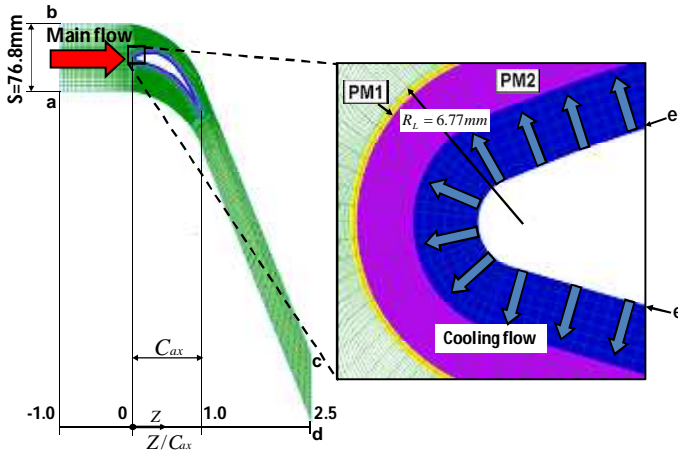 b
Main flow
S=76.8mm
a
PM1
PM2
R_L = 6.77mm
e
e
Cooling flow
C_ax
c
-1.0
0
Z
1.0
2.5
Z/C_ax
d